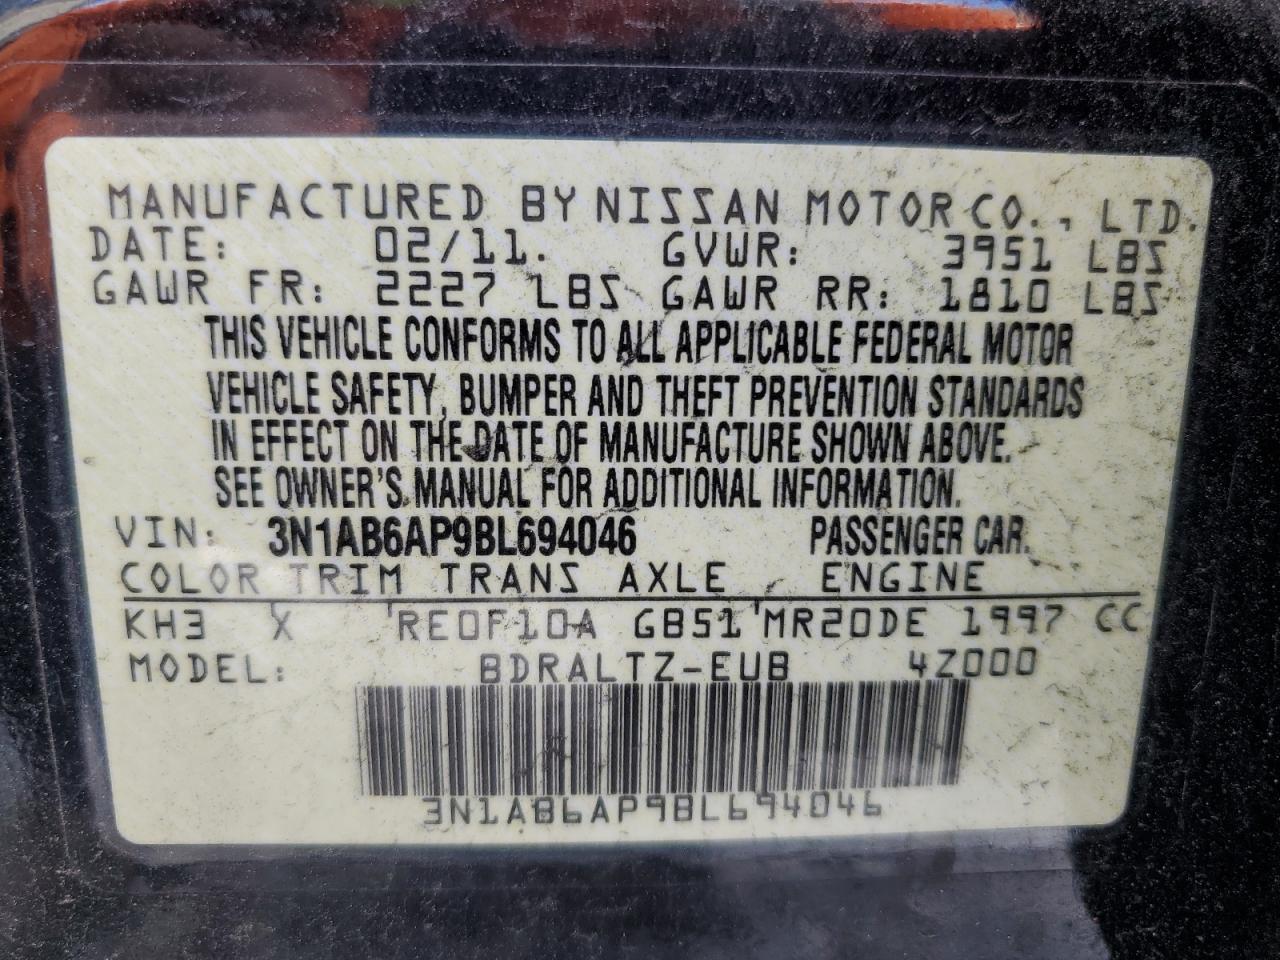 MANUFACTURED BY NISSAN MOTOR CO., LTD.
DATE: 02/11. GVWR: 3951 LBS
GAWR FR: 2227 LBS GAWR RR: 1810 LBS
THIS VEHICLE CONFORMS TO ALL APPLICABLE FEDERAL MOTOR
VEHICLE SAFETY, BUMPER AND THEFT PREVENTION STANDARDS
IN EFFECT ON THE DATE OF MANUFACTURE SHOWN ABOVE.
SEE OWNER'S MANUAL FOR ADDITIONAL INFORMATION.
VIN: 3N1AB6AP9BL694046 PASSENGER CAR.
COLOR TRIM TRANS AXLE ENGINE
KH3 X RE0F10A GB51 MR20DE 1997 CC
MODEL: BDRALTZ-EUB 4Z000
3N1AB6AP9BL694046